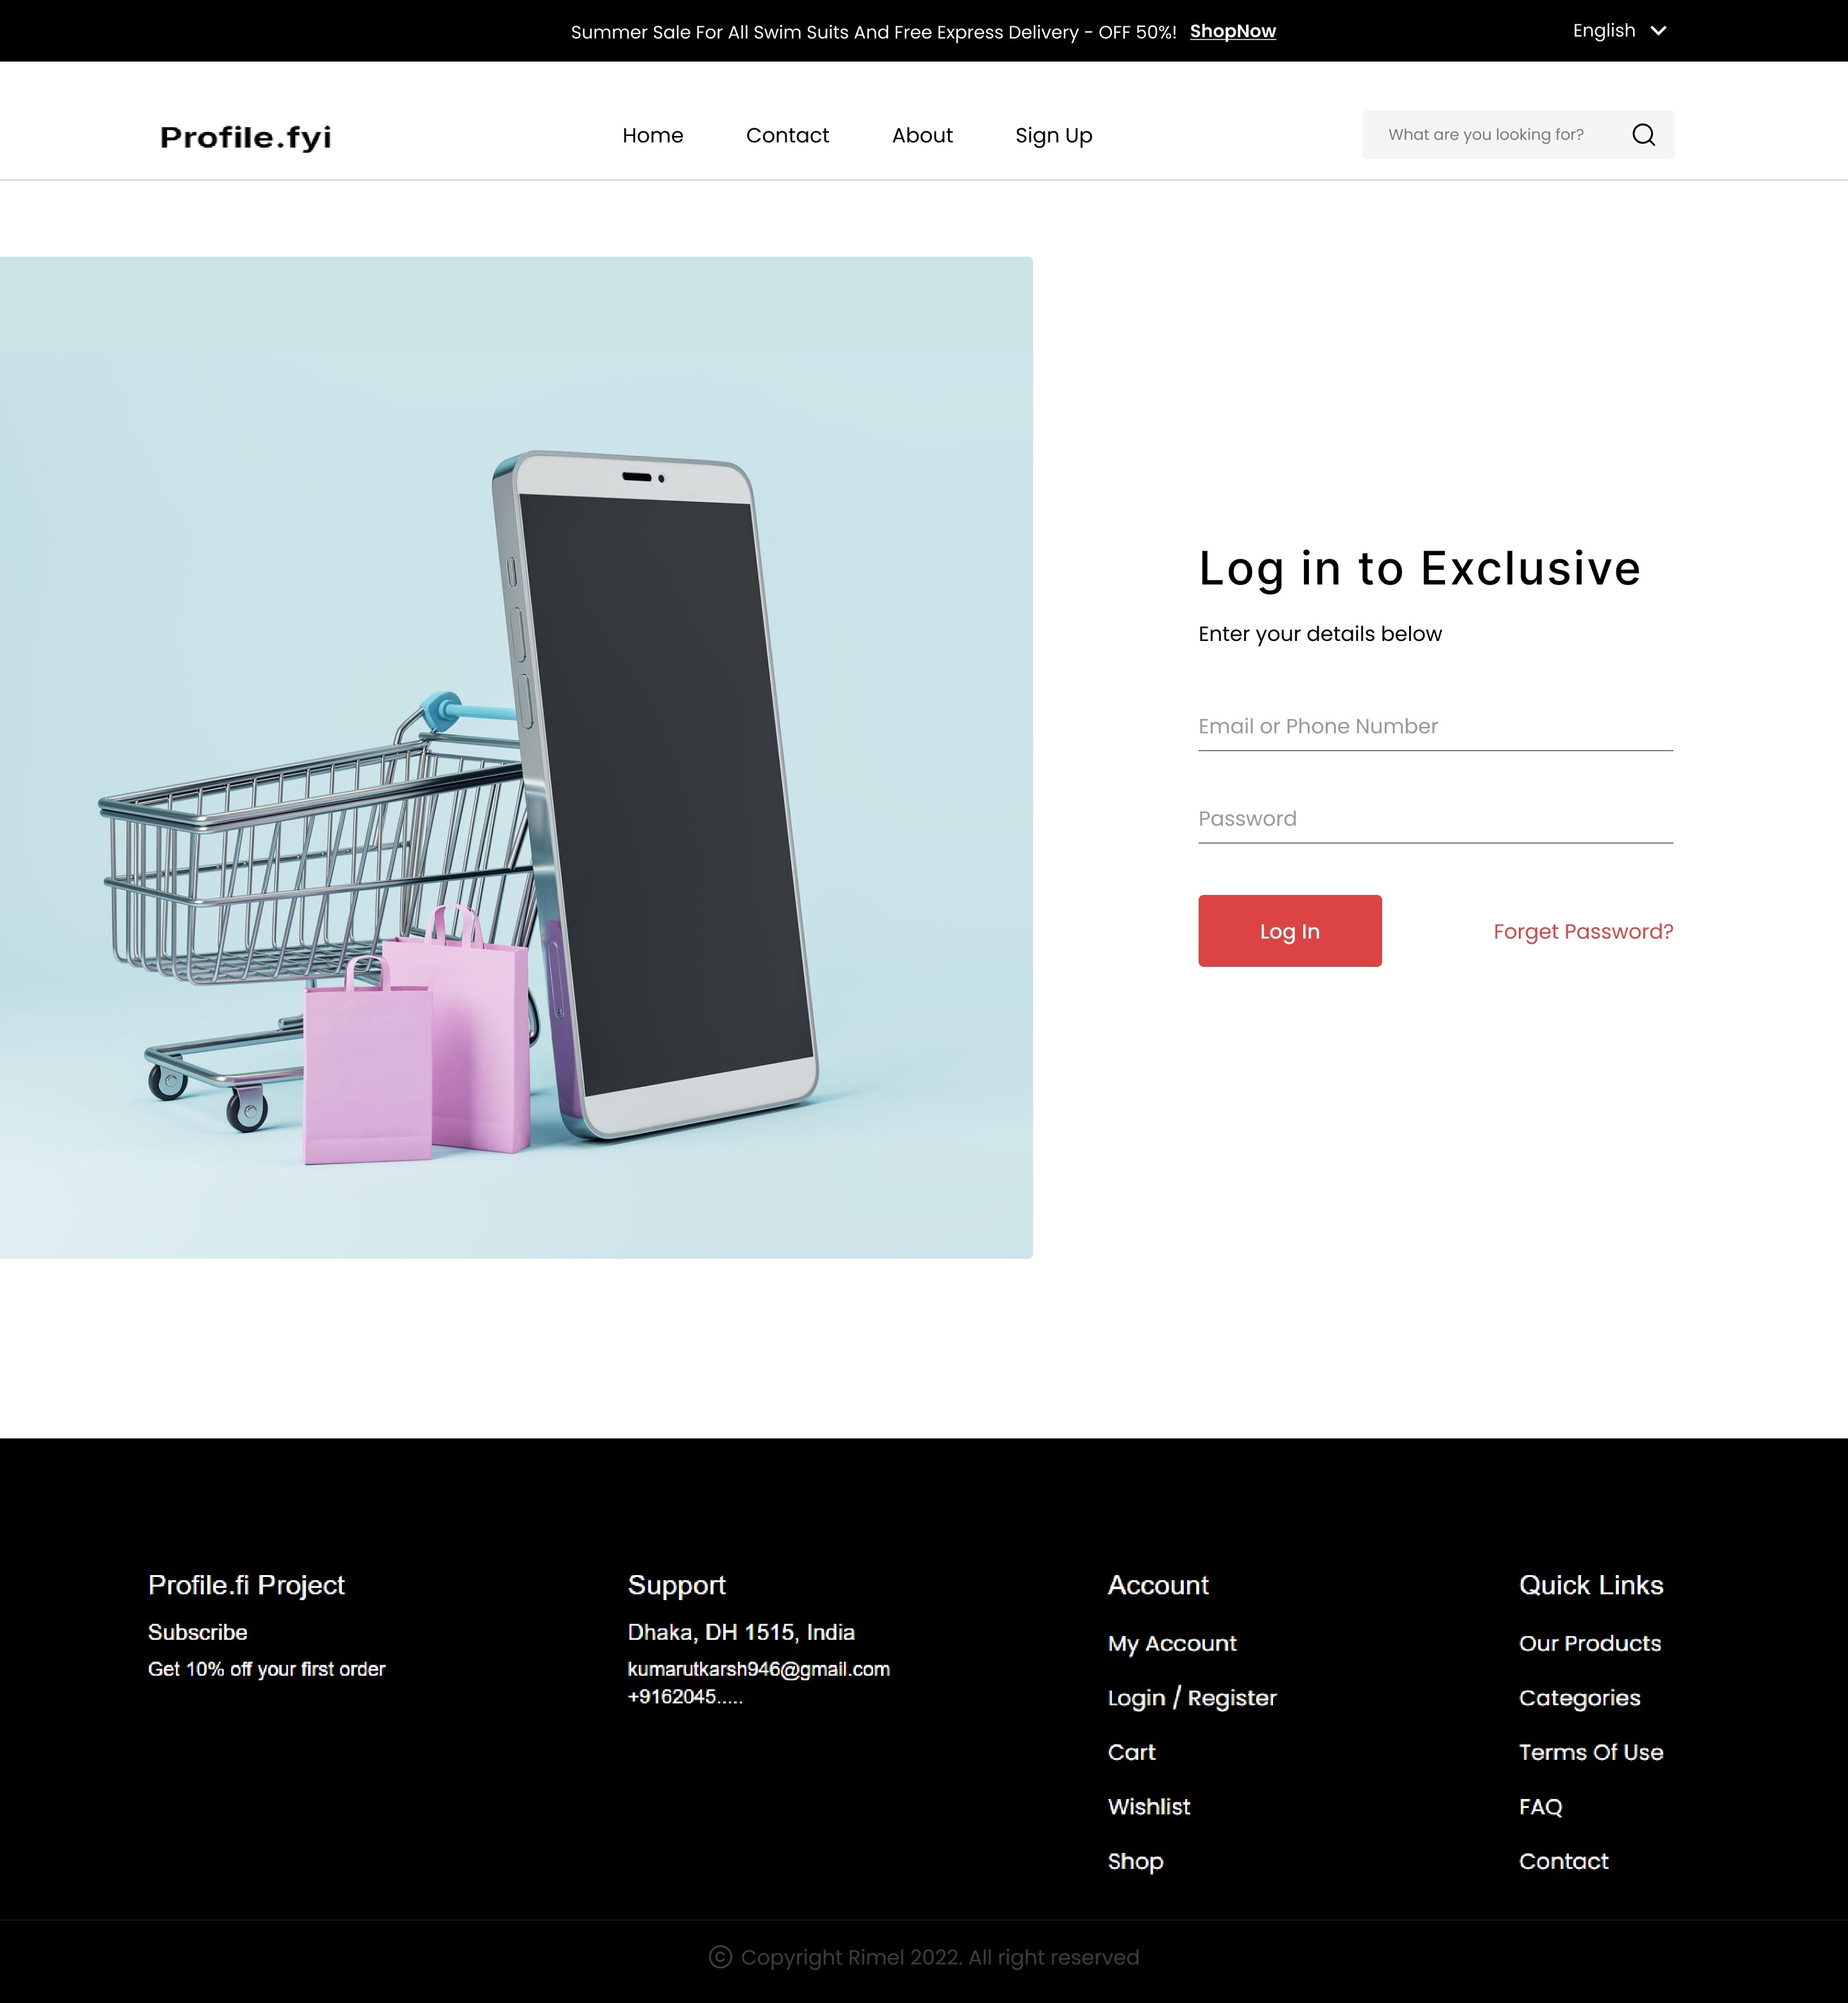 Summer Sale For All Swim Suits And Free Express Delivery - OFF 50%! ShopNow
English
Profile.fyi
Home
Contact
About
Sign Up
What are you looking for?
Log in to Exclusive
Enter your details below
Email or Phone Number
Password
Log In
Forget Password?
Profile.fi Project
Subscribe
Get 10% off your first order
Support
Dhaka, DH 1515, India
kumarutkarsh946@gmail.com
+9162045.....
Account
My Account
Login / Register
Cart
Wishlist
Shop
Quick Links
Our Products
Categories
Terms Of Use
FAQ
Contact
© Copyright Rimel 2022. All right reserved